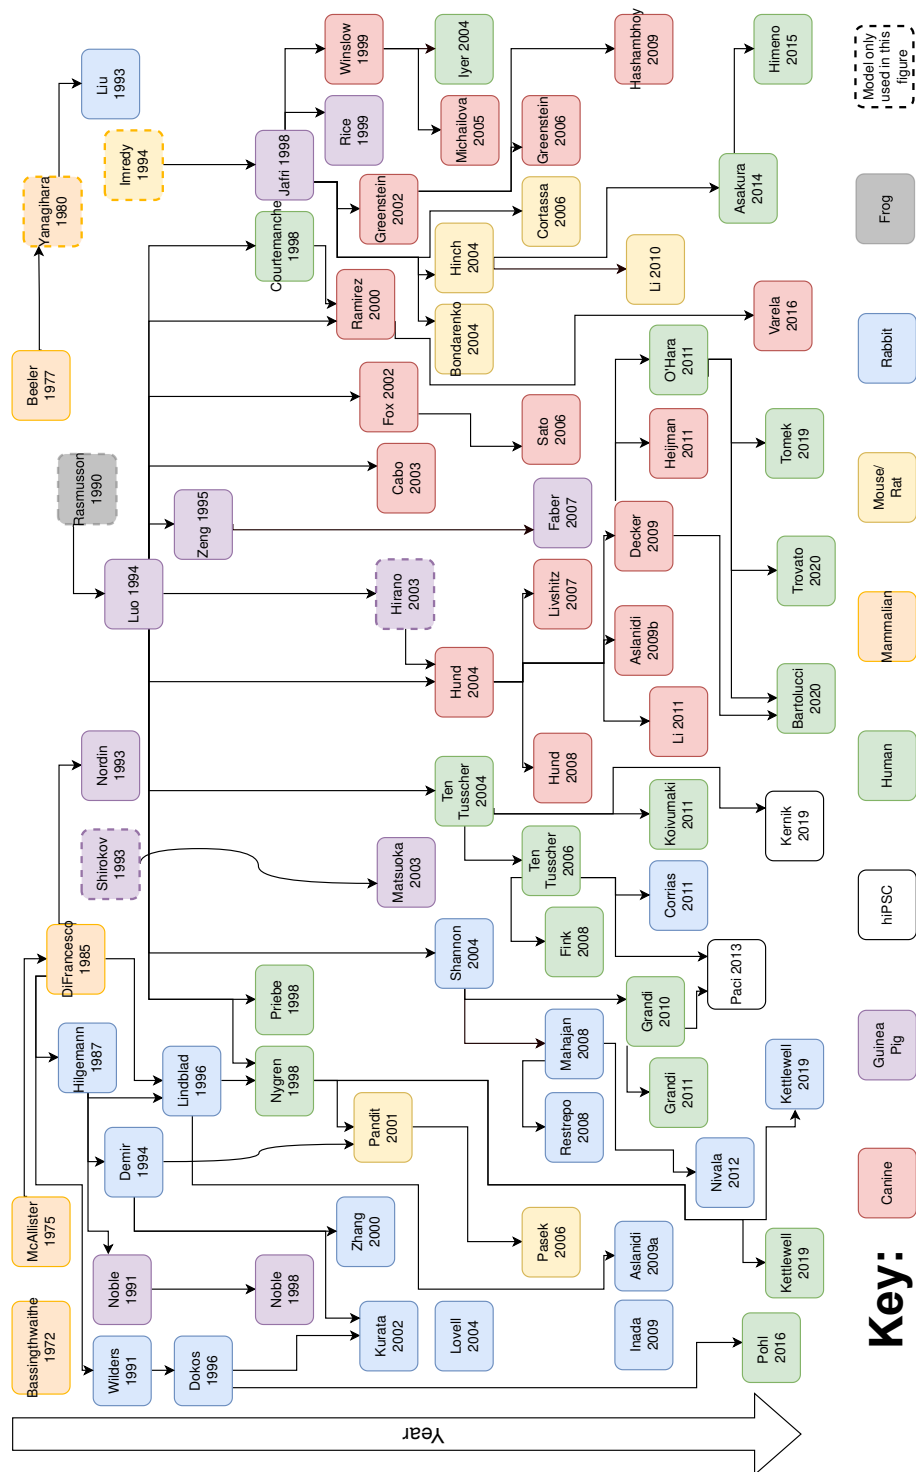 Bassingthwaithe
1972
McAllister
1975
Beeler
1977
Yanagihara
1980
DiFrancesco
1985
Hilgemann
1987
Rasmusson
1990
Liu
1993
Noble
1991
Wilders
1991
Nordin
1993
Shirokov
1993
Imredy
1994
Luo 1994
Demir
1994
Lindblad
1996
Dokos
1996
Zeng 1995
Noble
1998
Nygren
1998
Priebe
1998
Courtemanche
1998
Jafri 1998
Rice
1999
Winslow
1999
Zhang
2000
Ramirez
2000
Pandit
2001
Kurata
2002
Fox 2002
Greenstein
2002
Matsuoka
2003
Hirano
2003
Cabo
2003
Lovell
2004
Shannon
2004
Ten
Tusscher
2004
Hund
2004
Bondarenko
2004
Hinch
2004
Michailova
2005
Iyer 2004
Pasek
2006
Restrepo
2008
Mahajan
2008
Fink
2008
Ten
Tusscher
2006
Hund
2008
Livshitz
2007
Faber
2007
Sato
2006
Cortassa
2006
Greenstein
2006
Inada
2009
Aslanidi
2009a
Grandi
2011
Grandi
2010
Corrias
2011
Koivumaki
2011
Li 2011
Aslanidi
2009b
Decker
2009
Heijman
2011
O'Hara
2011
Li 2010
Hashambhoy
2009
Nivala
2012
Paci 2013
Asakura
2014
Himeno
2015
Pohl
2016
Kettlewell
2019
Kettlewell
2019
Kernik
2019
Bartolucci
2020
Trovato
2020
Tomek
2019
Varela
2016
Year
Key:
Canine
Guinea
Pig
hiPSC
Human
Mammalian
Mouse/
Rat
Rabbit
Frog
Model only
used in this
figure